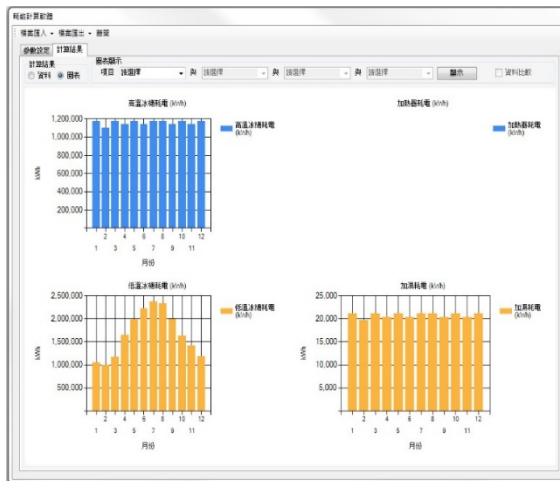 節能計算軟體
檔案匯入 檔案匯出 離開
參數設定 計算結果
計算結果
資料 圖表
圖表顯示
項目 請選擇 與 請選擇 與 請選擇 與 請選擇 顯示 資料比較
高溫冰機耗電 (kWh)
1,200,000
1,000,000
800,000
600,000
400,000
200,000
kWh
2 4 6 8 10 12
1 3 5 7 9 11
月份
高溫冰機耗電
(kWh)
加熱器耗電 (kWh)
加熱器耗電
(kWh)
低溫冰機耗電 (kWh)
2,500,000
2,000,000
1,500,000
1,000,000
500,000
kWh
2 4 6 8 10 12
1 3 5 7 9 11
月份
低溫冰機耗電
(kWh)
加濕耗電 (kWh)
25,000
20,000
15,000
10,000
5,000
kWh
2 4 6 8 10 12
1 3 5 7 9 11
月份
加濕耗電
(kWh)